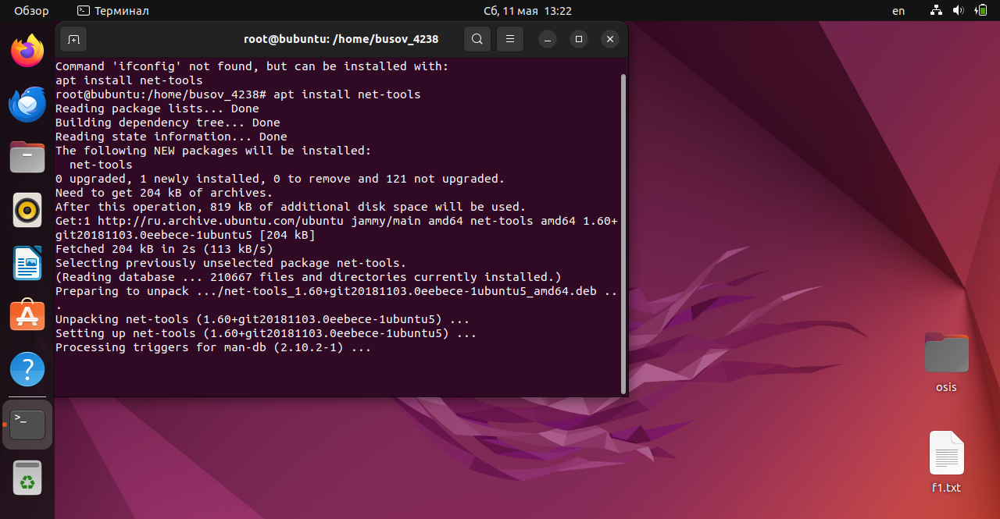 Обзор
Терминал
Сб, 11 мая 13:22
en
root@bubuntu: /home/busov_4238
Command 'ifconfig' not found, but can be installed with:
apt install net-tools
root@bubuntu:/home/busov_4238# apt install net-tools
Reading package lists... Done
Building dependency tree... Done
Reading state information... Done
The following NEW packages will be installed:
  net-tools
0 upgraded, 1 newly installed, 0 to remove and 121 not upgraded.
Need to get 204 kB of archives.
After this operation, 819 kB of additional disk space will be used.
Get:1 http://ru.archive.ubuntu.com/ubuntu jammy/main amd64 net-tools amd64 1.60+
git20181103.0eebece-1ubuntu5 [204 kB]
Fetched 204 kB in 2s (113 kB/s)
Selecting previously unselected package net-tools.
(Reading database ... 210667 files and directories currently installed.)
Preparing to unpack .../net-tools_1.60+git20181103.0eebece-1ubuntu5_amd64.deb ..
.
Unpacking net-tools (1.60+git20181103.0eebece-1ubuntu5) ...
Setting up net-tools (1.60+git20181103.0eebece-1ubuntu5) ...
Processing triggers for man-db (2.10.2-1) ...
osis
f1.txt